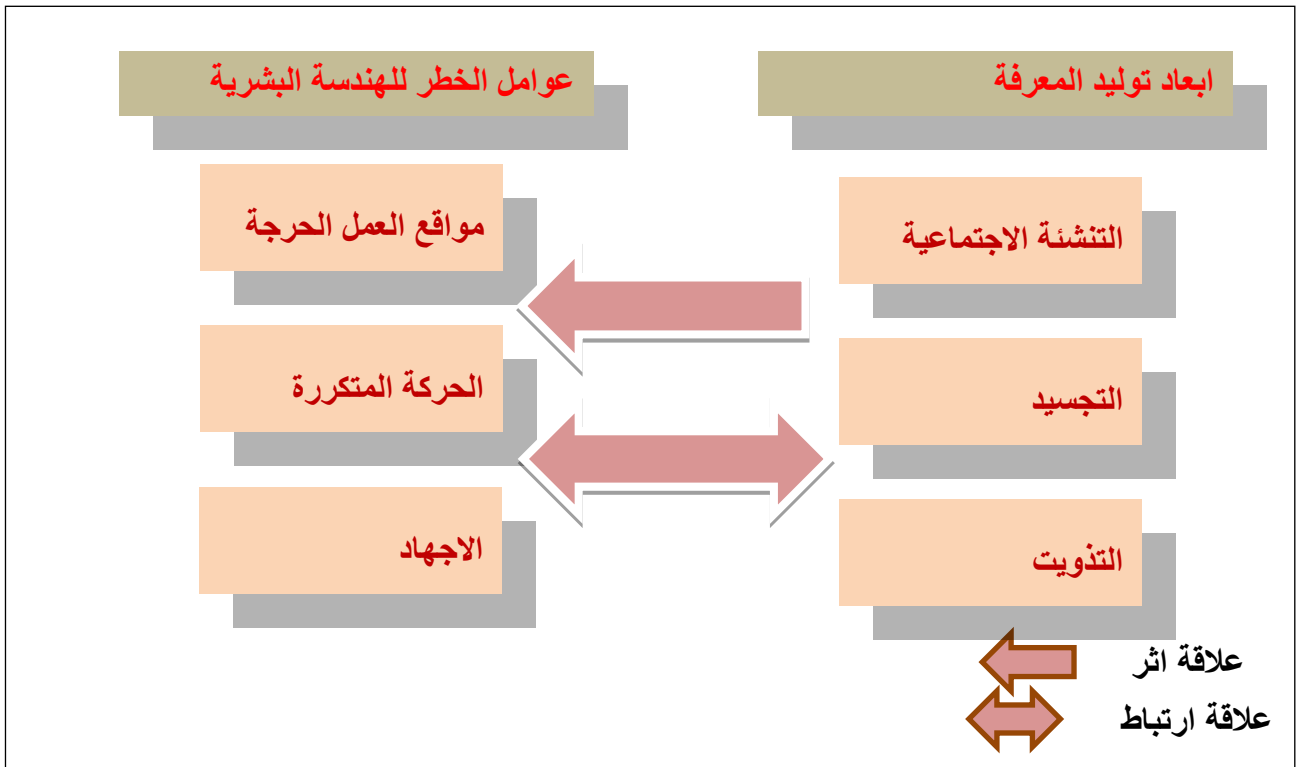 ابعاد توليد المعرفة
عوامل الخطر للهندسة البشرية
التنشئة الاجتماعية
مواقع العمل الحرجة
التجسيد
الحركة المتكررة
التذويت
الاجهاد
علاقة اثر
علاقة ارتباط